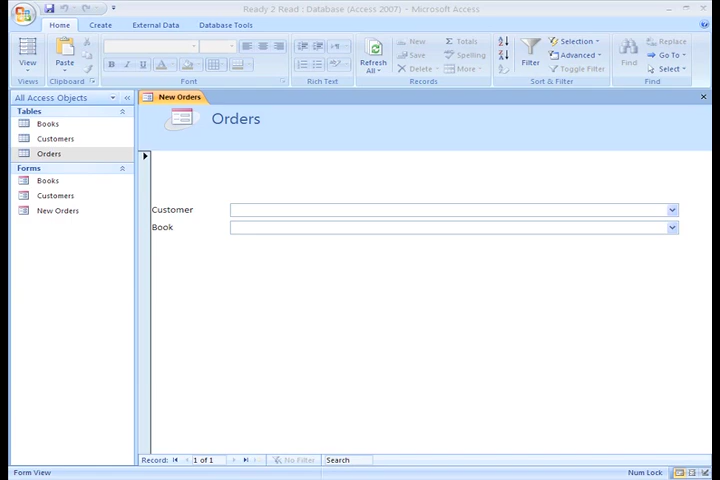 Ready 2 Read : Database (Access 2007) - Microsoft Access
Home Create External Data Database Tools
View
Views
Paste
Clipboard
B I U A
Font
Rich Text
Refresh
All
New
Save
Delete
Totals
Spelling
More
Records
Filter
Selection
Advanced
Toggle Filter
Sort & Filter
Find
Replace
Go To
Select
Find
All Access Objects
Tables
Books
Customers
Orders
Forms
Books
Customers
New Orders
New Orders
Orders
Customer
Book
Record: 1 of 1 No Filter Search
Form View Num Lock